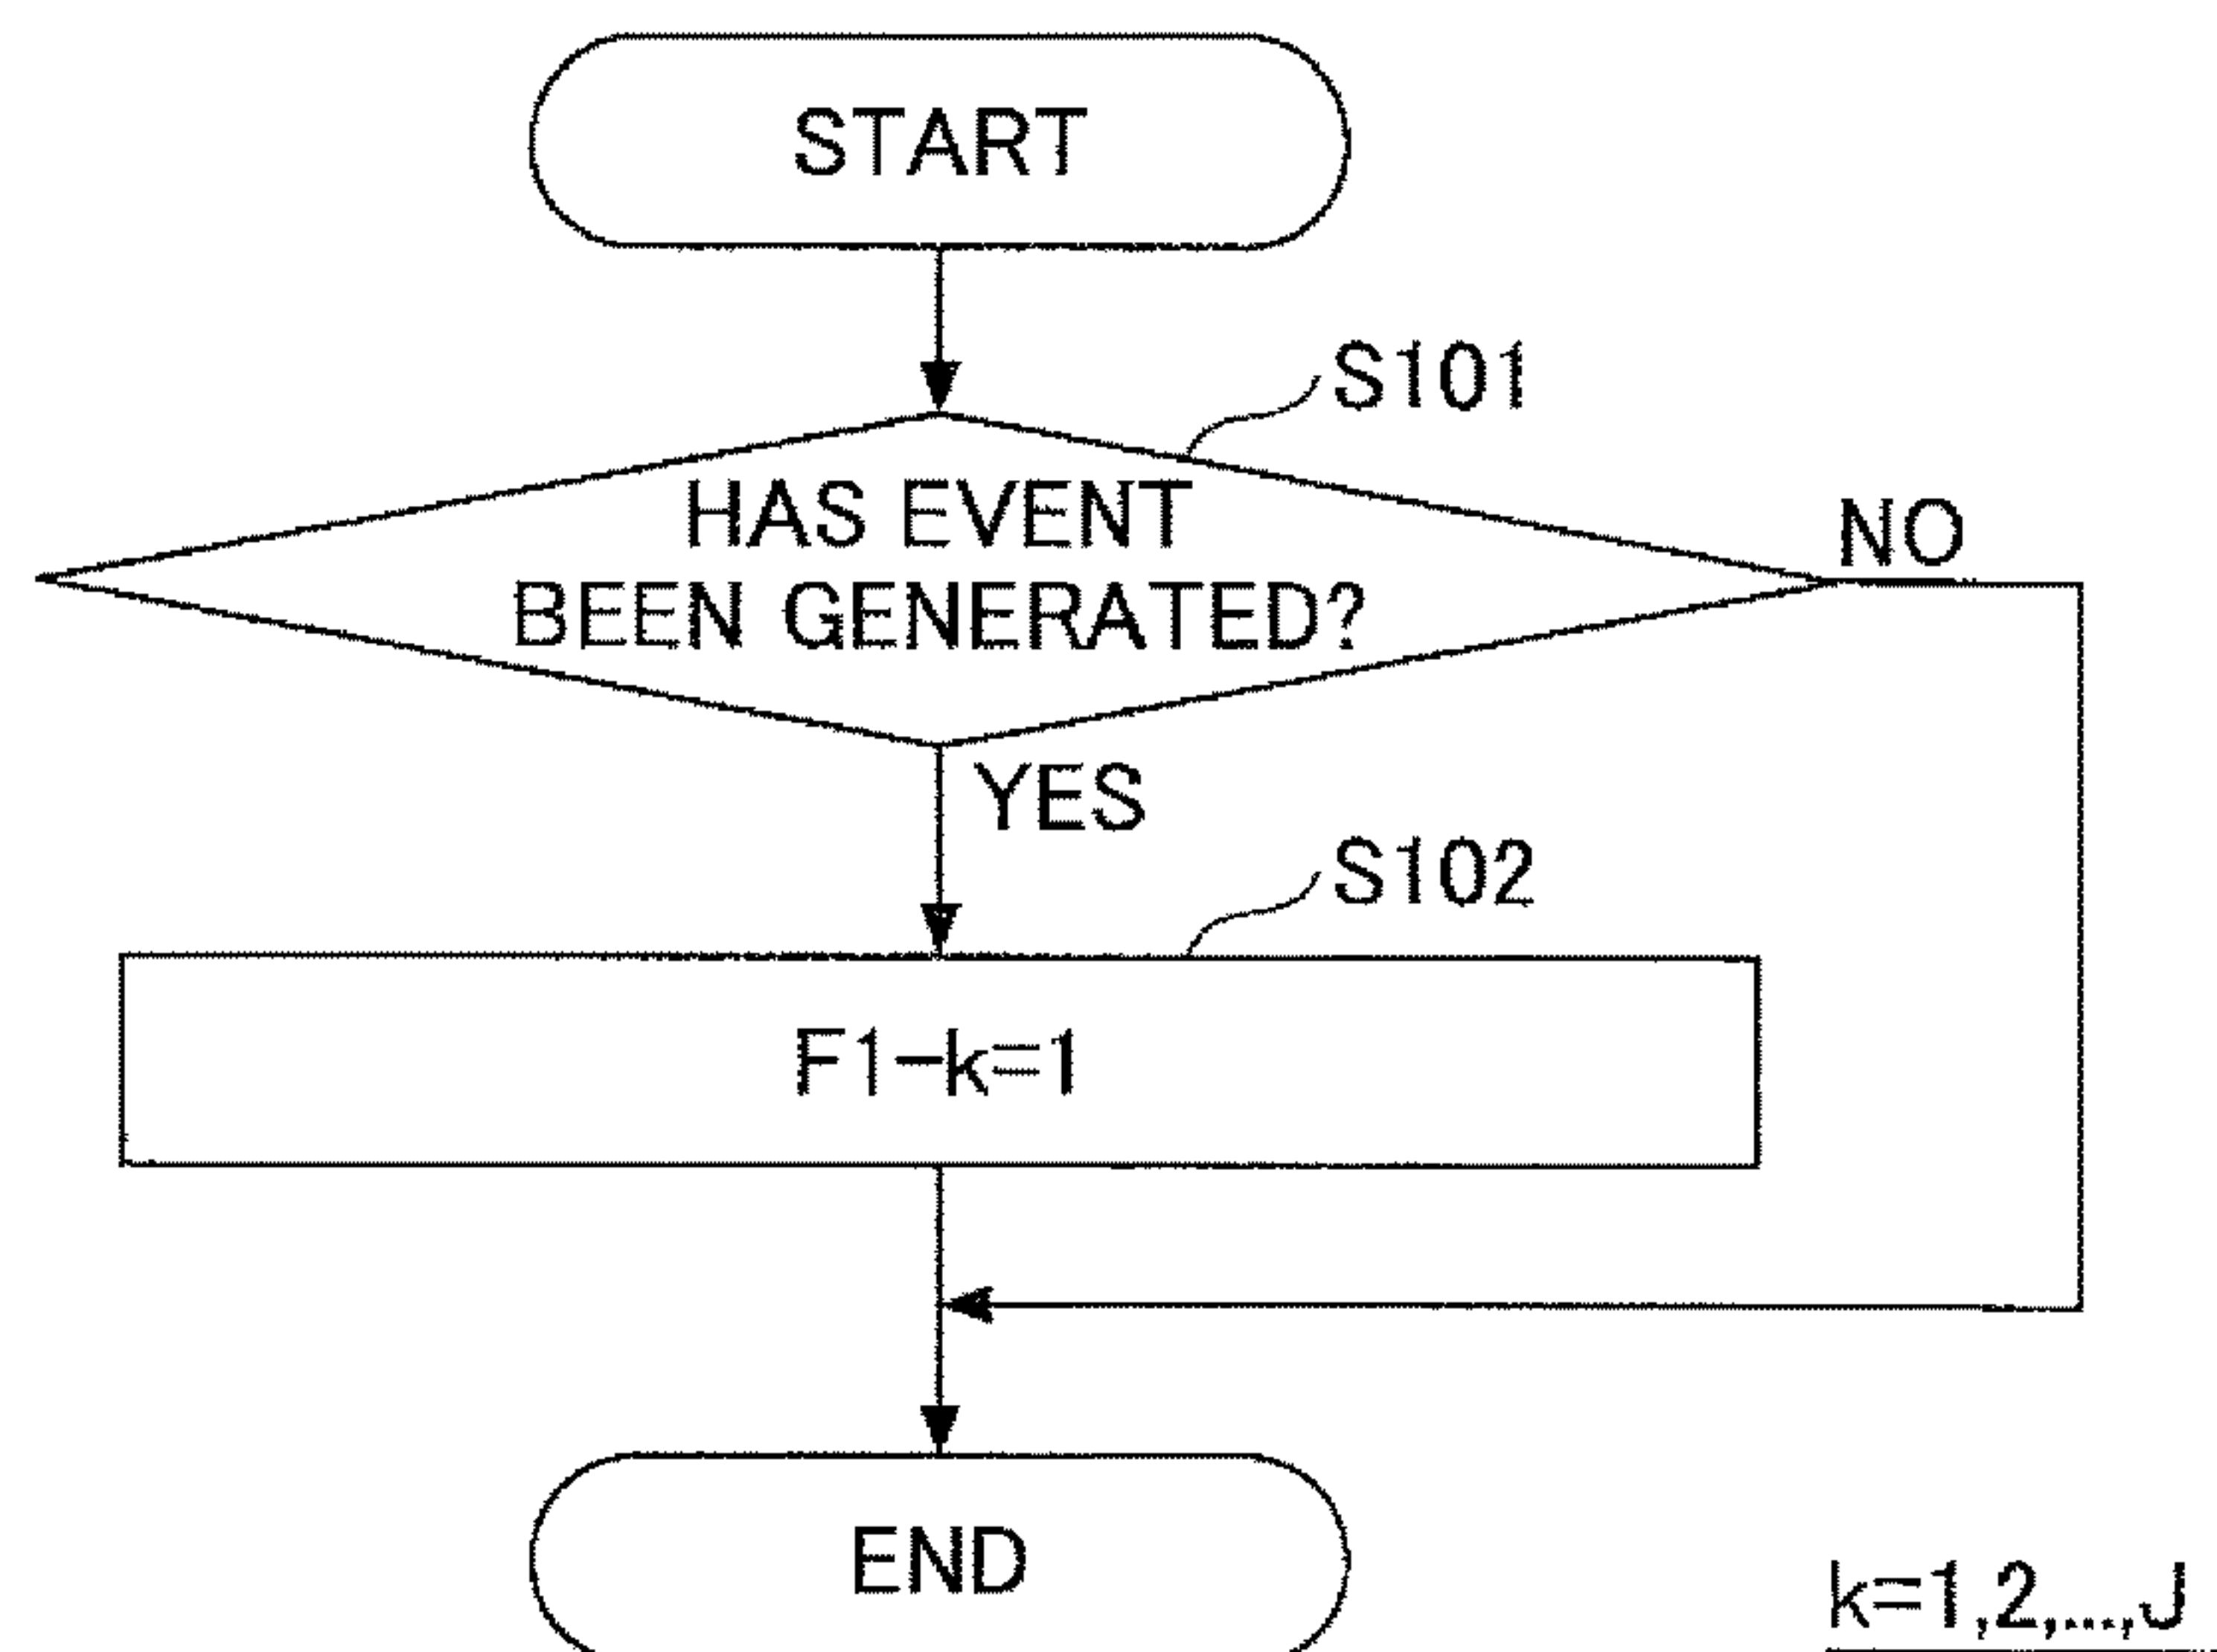 START
S101
HAS EVENT
BEEN GENERATED?
NO
YES
S102
F1-k=1
END
k=1,2,...,J